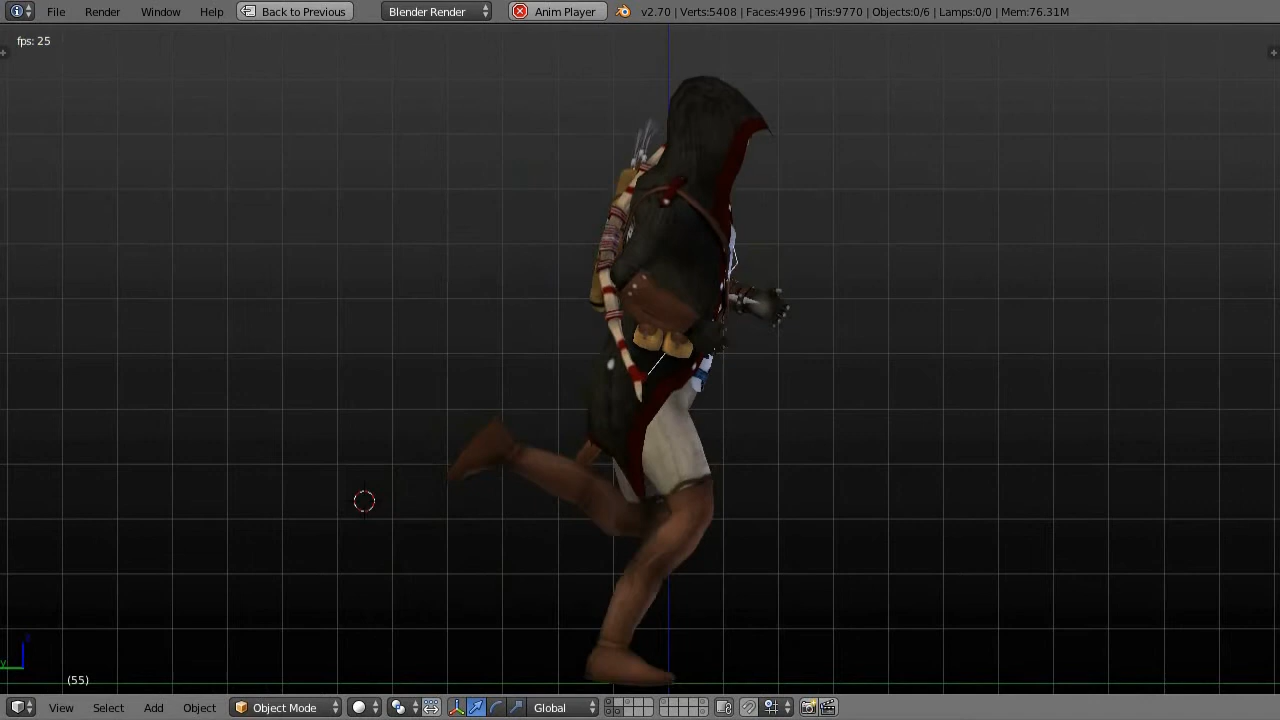 File Render Window Help Back to Previous Blender Render Anim Player v2.70 | Verts:5408 | Faces:4996 | Tris:9770 | Objects:0/6 | Lamps:0/0 | Mem:76.31M
fps: 25
y
(55)
View Select Add Object Object Mode Global